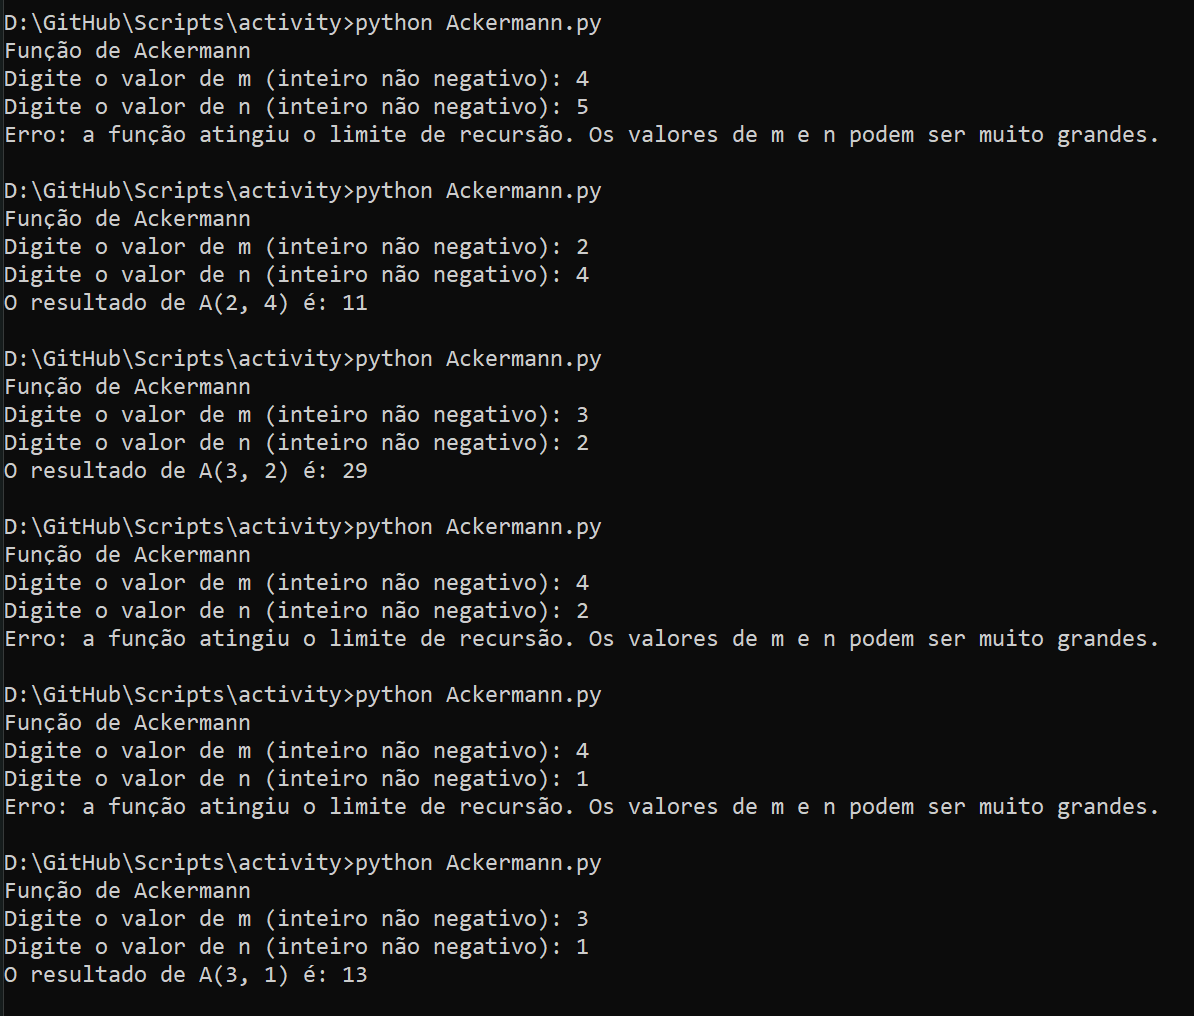 D:\GitHub\Scripts\activity>python Ackermann.py
Função de Ackermann
Digite o valor de m (inteiro não negativo): 4
Digite o valor de n (inteiro não negativo): 5
Erro: a função atingiu o limite de recursão. Os valores de m e n podem ser muito grandes.
D:\GitHub\Scripts\activity>python Ackermann.py
Função de Ackermann
Digite o valor de m (inteiro não negativo): 2
Digite o valor de n (inteiro não negativo): 4
O resultado de A(2, 4) é: 11
D:\GitHub\Scripts\activity>python Ackermann.py
Função de Ackermann
Digite o valor de m (inteiro não negativo): 3
Digite o valor de n (inteiro não negativo): 2
O resultado de A(3, 2) é: 29
D:\GitHub\Scripts\activity>python Ackermann.py
Função de Ackermann
Digite o valor de m (inteiro não negativo): 4
Digite o valor de n (inteiro não negativo): 2
Erro: a função atingiu o limite de recursão. Os valores de m e n podem ser muito grandes.
D:\GitHub\Scripts\activity>python Ackermann.py
Função de Ackermann
Digite o valor de m (inteiro não negativo): 4
Digite o valor de n (inteiro não negativo): 1
Erro: a função atingiu o limite de recursão. Os valores de m e n podem ser muito grandes.
D:\GitHub\Scripts\activity>python Ackermann.py
Função de Ackermann
Digite o valor de m (inteiro não negativo): 3
Digite o valor de n (inteiro não negativo): 1
O resultado de A(3, 1) é: 13